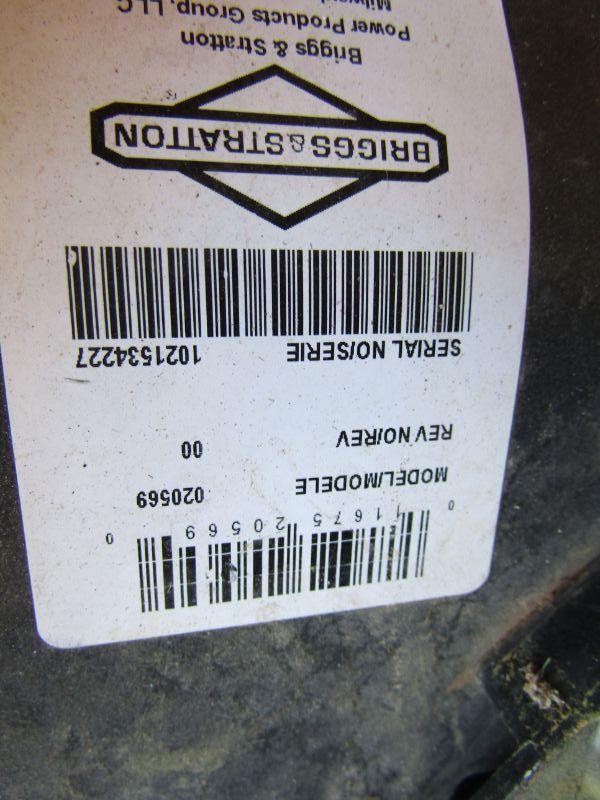 0 11675 20569 0
MODEL/MODELE 020569
REV NO/REV 00
SERIAL NO/SERIE 1021534227
BRIGGS&STRATTON
Briggs & Stratton
Power Products Group, LLC